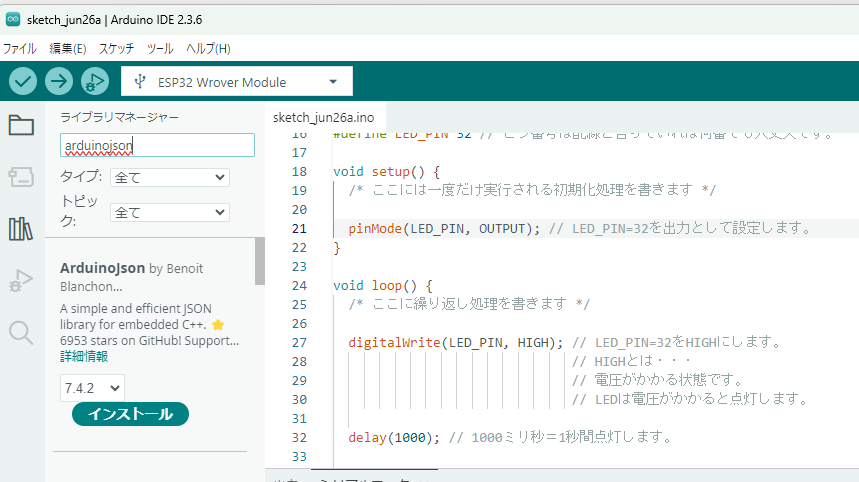 sketch_jun26a | Arduino IDE 2.3.6
ファイル 編集(E) スケッチ ツール ヘルプ(H)
ESP32 Wrover Module
ライブラリマネージャー
arduinojson
タイプ: 全て
トピック: 全て
ArduinoJson by Benoit
Blanchon...
A simple and efficient JSON
library for embedded C++. ⭐
6953 stars on GitHub! Support...
詳細情報
7.4.2
インストール
sketch_jun26a.ino
16 #define LED_PIN 32 //
17
18 void setup() {
19 /* ここには一度だけ実行される初期化処理を書きます */
20
21 pinMode(LED_PIN, OUTPUT); // LED_PIN=32を出力として設定します。
22 }
23
24 void loop() {
25 /* ここに繰り返し処理を書きます */
26
27 digitalWrite(LED_PIN, HIGH); // LED_PIN=32をHIGHにします。
28 // HIGHとは・・・
29 // 電圧がかかる状態です。
30 // LEDは電圧がかかると点灯します。
31
32 delay(1000); // 1000ミリ秒＝1秒間点灯します。
33